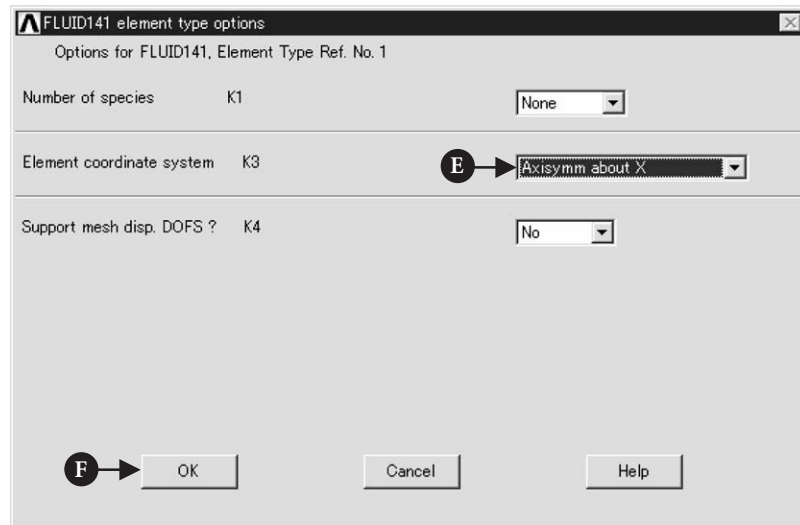 FLUID141 element type options
Options for FLUID141, Element Type Ref. No. 1
Number of species K1 None
Element coordinate system K3 E Axisymm about X
Support mesh disp. DOFS ? K4 No
F OK Cancel Help